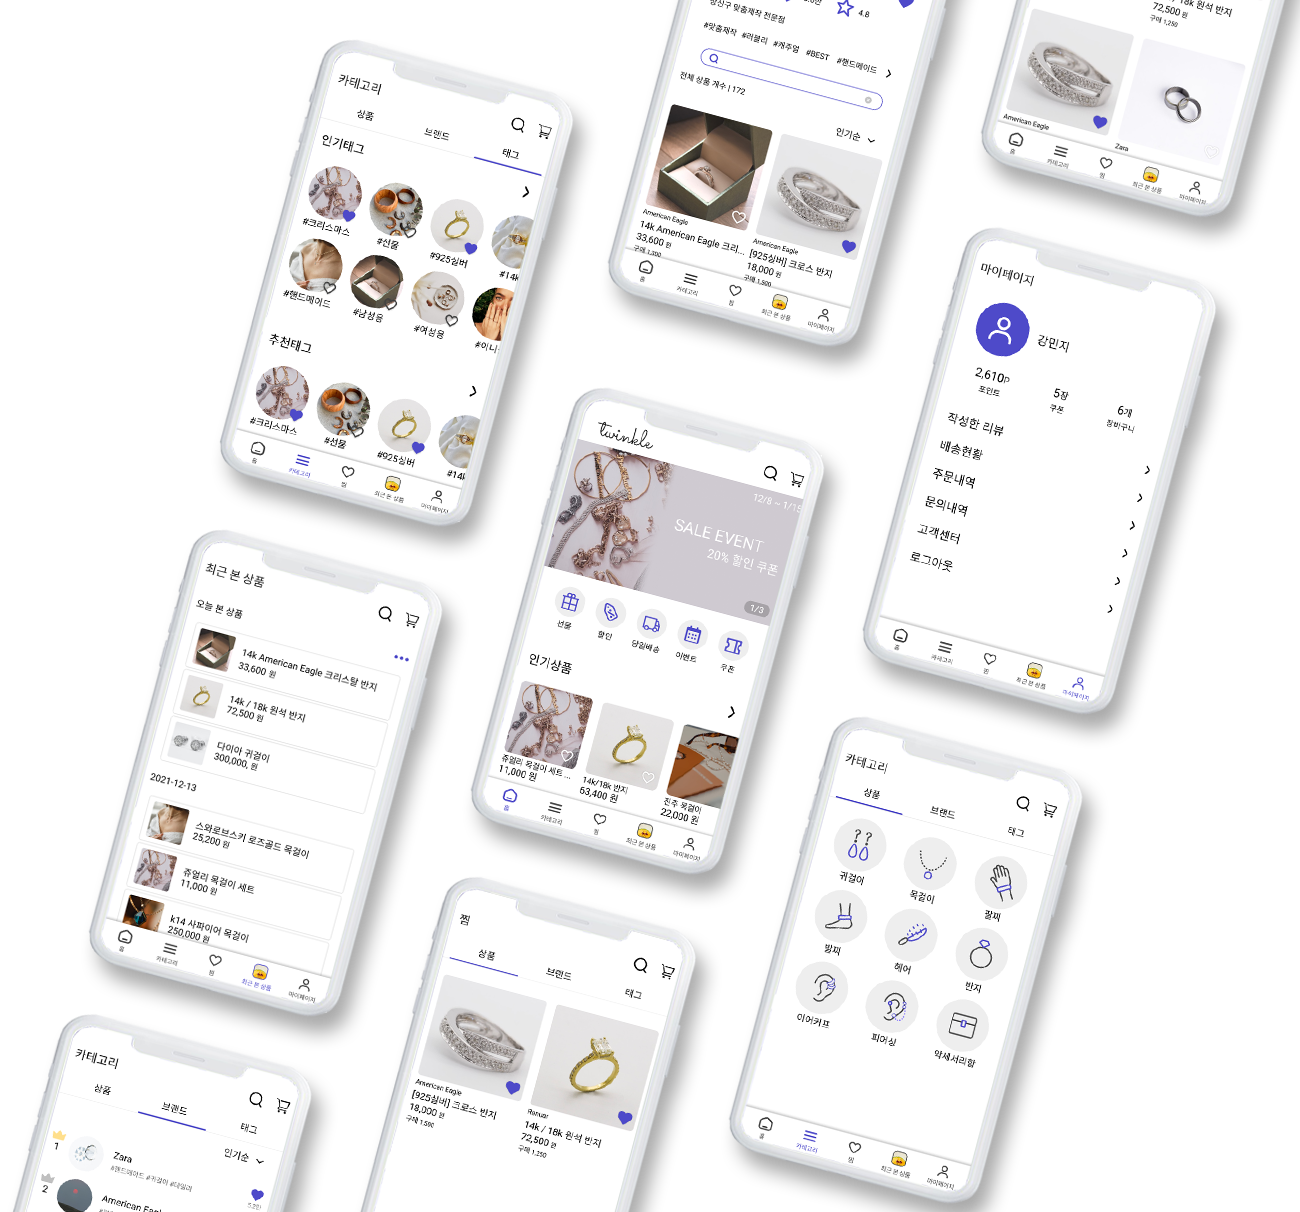 카테고리
상품
브랜드
태그
인기태그
#크리스마스
#선물
#925실버
#14k
#핸드메이드
#남성용
#여성용
#이니
추천태그
#크리스마스
#선물
#925실버
#14k
홈
카테고리
찜
최근 본 상품
마이페이지
4.8
맞춤제작 전문점
#맞춤제작 #러블리 #캐주얼 #BEST #핸드메이드
전체 상품 개수 | 172
인기순
American Eagle
14k American Eagle 크리...
33,600 원
구매 1,300
American Eagle
[925실버] 크로스 반지
18,000 원
구매 1,500
홈
카테고리
찜
최근 본 상품
마이페이지
14k / 18k 원석 반지
72,500 원
구매 1,250
American Eagle
Zara
홈
카테고리
찜
최근 본 상품
마이페이지
마이페이지
강민지
2,610p
포인트
5장
쿠폰
6개
장바구니
작성한 리뷰
배송현황
주문내역
문의내역
고객센터
로그아웃
홈
카테고리
찜
최근 본 상품
마이페이지
twinkle
12/8 ~ 1/18
SALE EVENT
20% 할인 쿠폰
1/3
선물
할인
당일배송
이벤트
쿠폰
인기상품
쥬얼리 목걸이 세트...
11,000 원
14k/18k 반지
63,400 원
진주 목걸이
22,000 원
홈
카테고리
찜
최근 본 상품
마이페이지
최근 본 상품
오늘 본 상품
14k American Eagle 크리스탈 반지
33,600 원
14k / 18k 원석 반지
72,500 원
다이아 귀걸이
300,000, 원
2021-12-13
스와로브스키 로즈골드 목걸이
25,200 원
쥬얼리 목걸이 세트
11,000 원
k14 사파이어 목걸이
250,000 원
홈
카테고리
찜
최근 본 상품
마이페이지
카테고리
상품
브랜드
태그
귀걸이
목걸이
팔찌
발찌
헤어
반지
이어커프
피어싱
악세서리함
홈
카테고리
찜
최근 본 상품
마이페이지
찜
상품
브랜드
태그
American Eagle
[925실버] 크로스 반지
18,000 원
구매 1,500
Renuar
14k / 18k 원석 반지
72,500 원
구매 1,250
카테고리
상품
브랜드
태그
인기순
1
Zara
#핸드메이드 #귀걸이 #데일리
5.2만
2
American Eagle